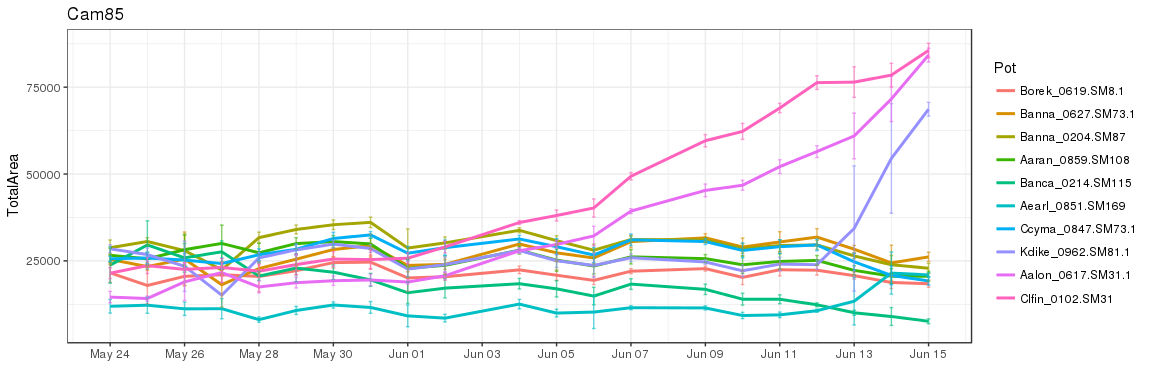 Cam85
TotalArea
75000
50000
25000
May 24 May 26 May 28 May 30 Jun 01 Jun 03 Jun 05 Jun 07 Jun 09 Jun 11 Jun 13 Jun 15
Pot
Borek_0619.SM8.1
Banna_0627.SM73.1
Banna_0204.SM87
Aaran_0859.SM108
Banca_0214.SM115
Aearl_0851.SM169
Ccyma_0847.SM73.1
Kdike_0962.SM81.1
Aalon_0617.SM31.1
Clfin_0102.SM31